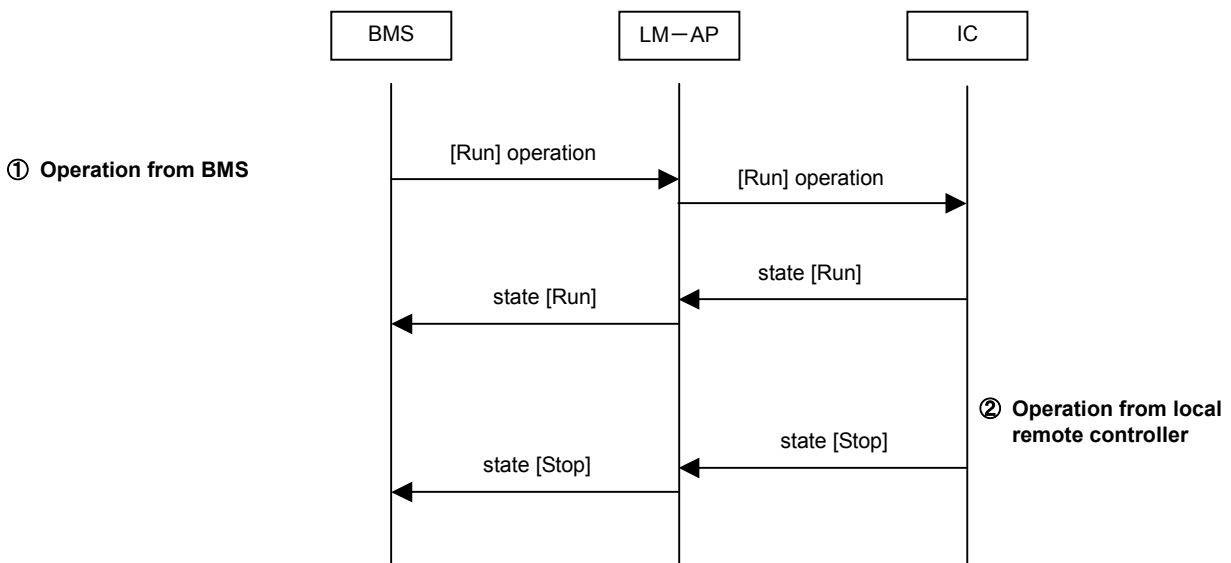 BMS
LM－AP
IC
① Operation from BMS
[Run] operation
[Run] operation
state [Run]
state [Run]
② Operation from local
remote controller
state [Stop]
state [Stop]